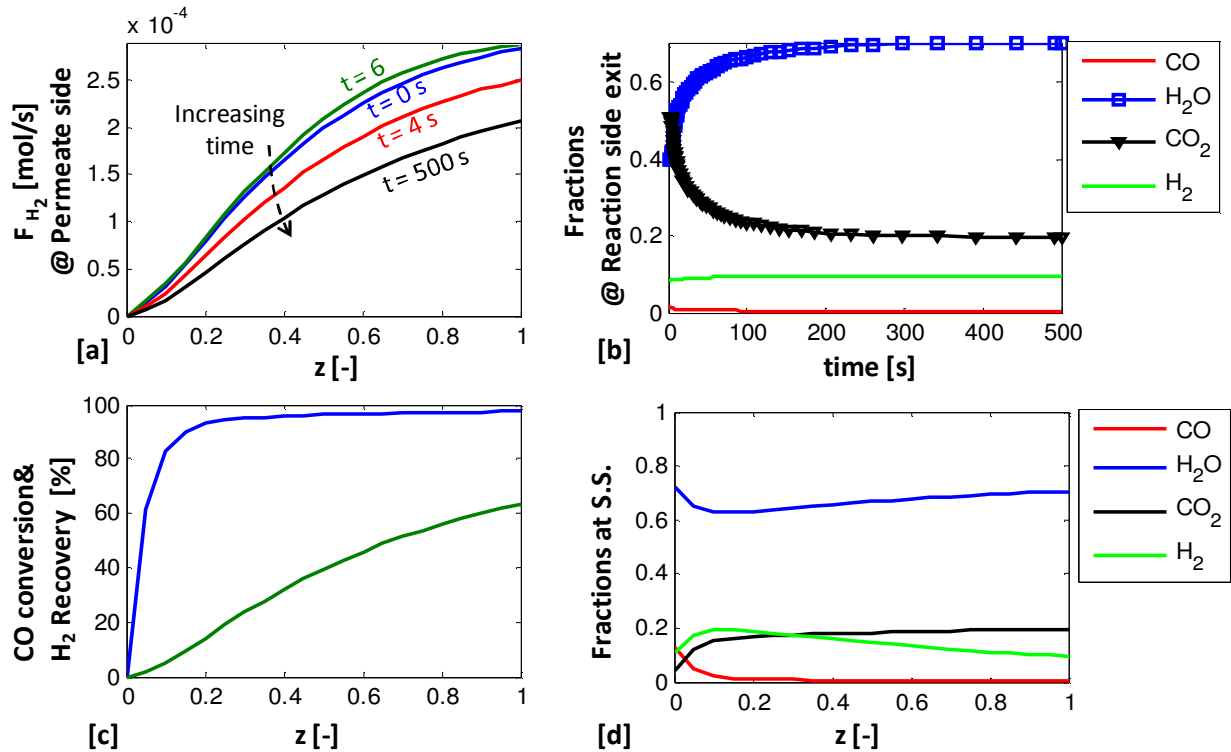 x 10⁻⁴
2.5
2
1.5
1
0.5
0
0 0.2 0.4 0.6 0.8 1
F H₂ [mol/s]
@ Permeate side
t = 6
t = 0 s
t = 4 s
t = 500 s
Increasing
time
[a]
z [-]
0.6
0.4
0.2
0
0 100 200 300 400 500
Fractions
@ Reaction side exit
CO
H₂O
CO₂
H₂
[b]
time [s]
100
80
60
40
20
0
0 0.2 0.4 0.6 0.8 1
CO conversion&
H₂ Recovery [%]
[c]
z [-]
1
0.8
0.6
0.4
0.2
0
0 0.2 0.4 0.6 0.8 1
Fractions at S.S.
CO
H₂O
CO₂
H₂
[d]
z [-]